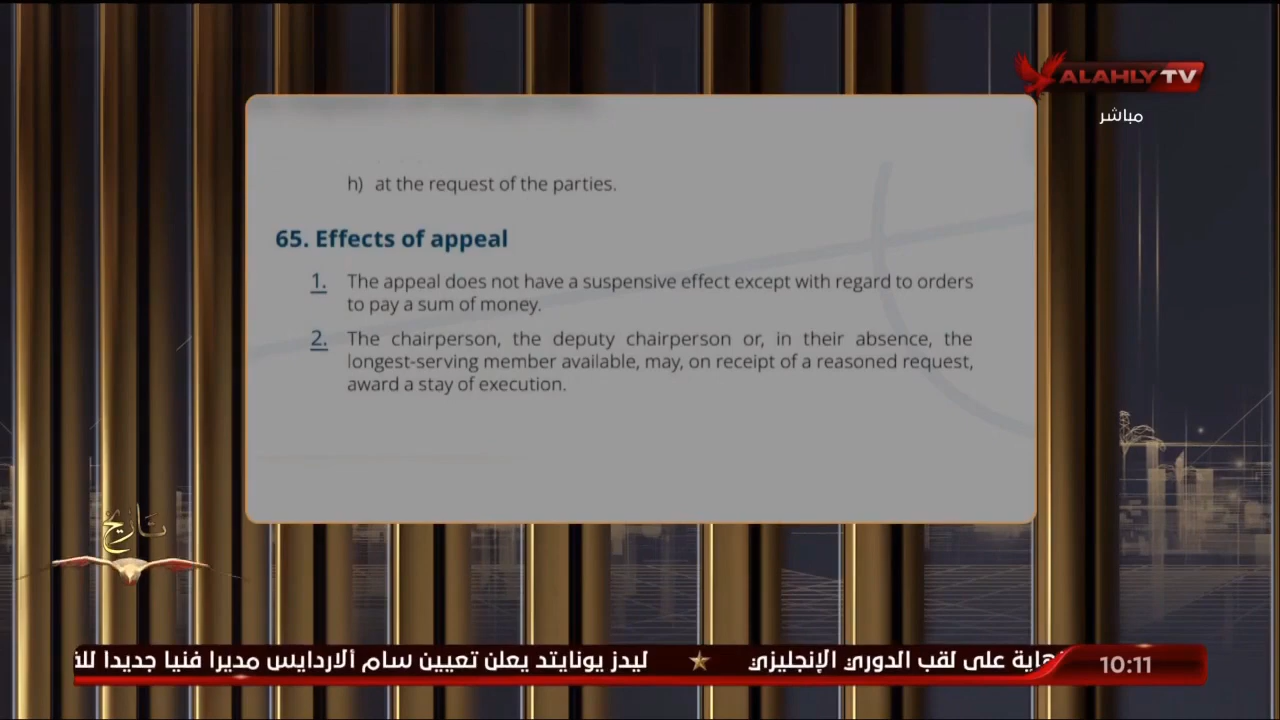 ALAHLY TV
مباشر
h) at the request of the parties.
65. Effects of appeal
1. The appeal does not have a suspensive effect except with regard to orders
to pay a sum of money.
2. The chairperson, the deputy chairperson or, in their absence, the
longest-serving member available, may, on receipt of a reasoned request,
award a stay of execution.
تاريخ
هاية على لقب الدوري الإنجليزي ★ ليدز يونايتد يعلن تعيين سام ألاردايس مديرا فنيا جديدا
10:11